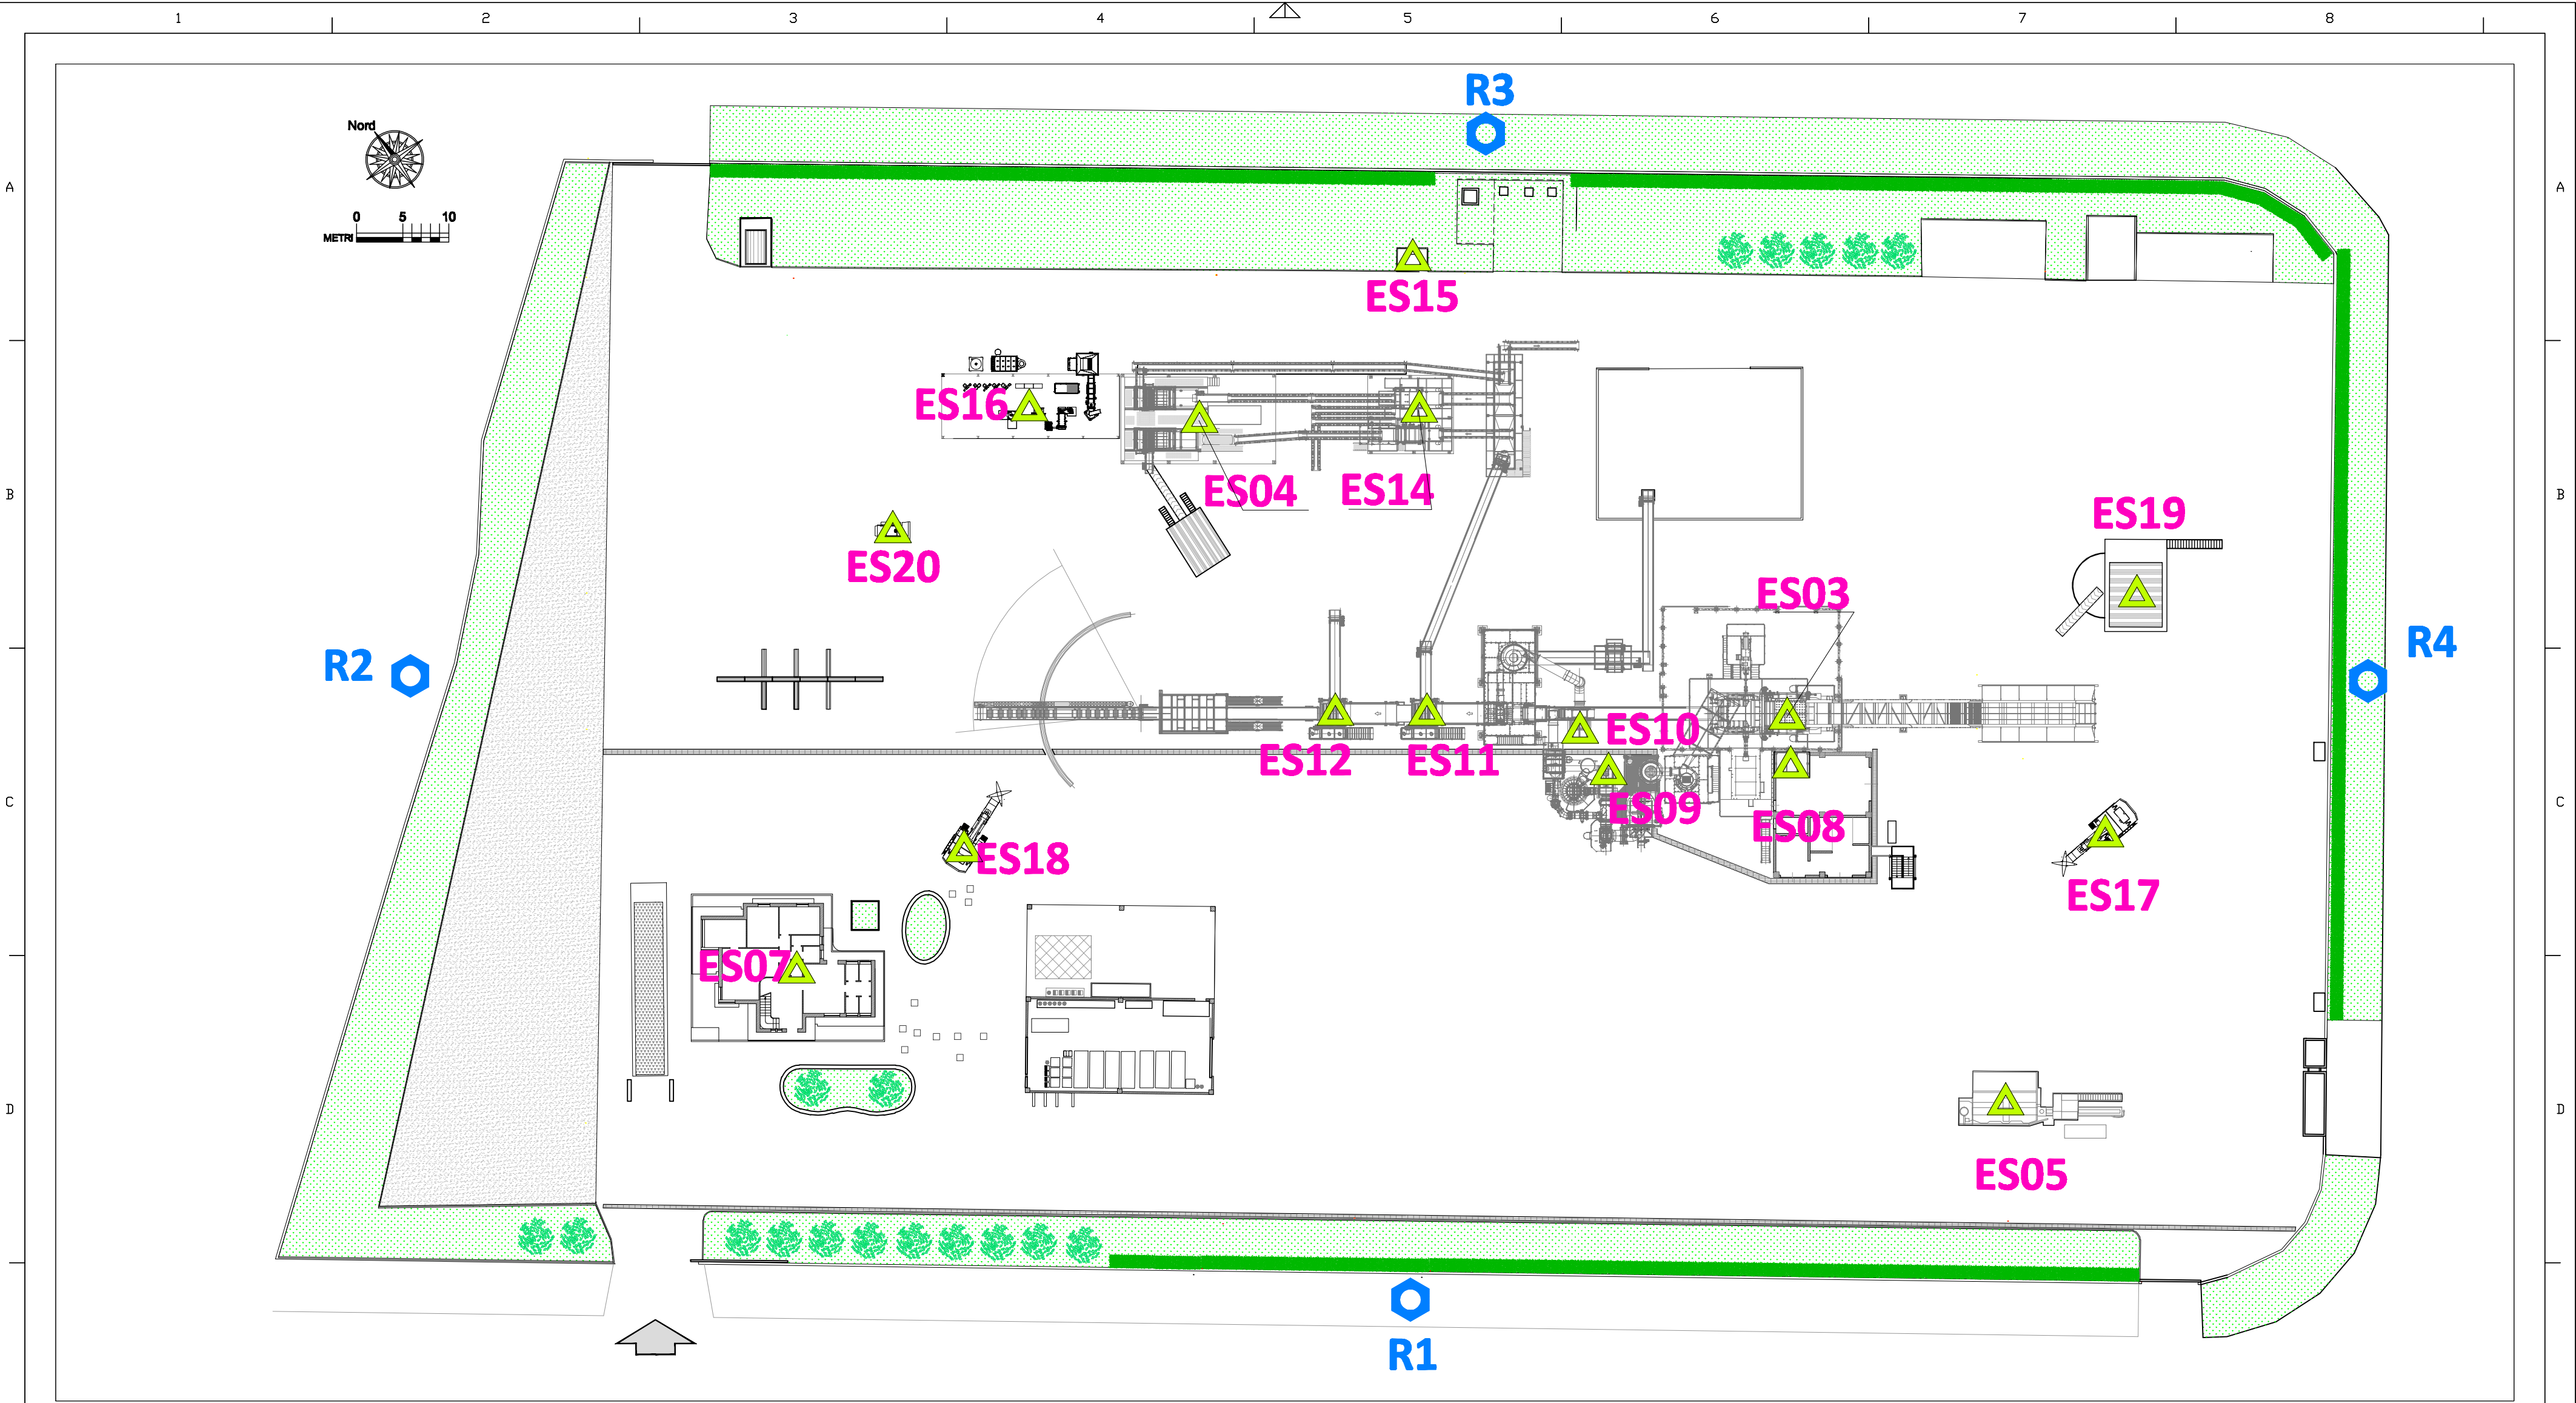 1 2 3 4 5 6 7 8
R3
Nord
A A
0 5 10
METRI
ES15
ES16
ES04 ES14
B B
ES19
ES20
ES03
R2 R4
ES12 ES11 ES10
C C
ES09 ES08
ES18
ES17
ES07
D D
ES05
R1